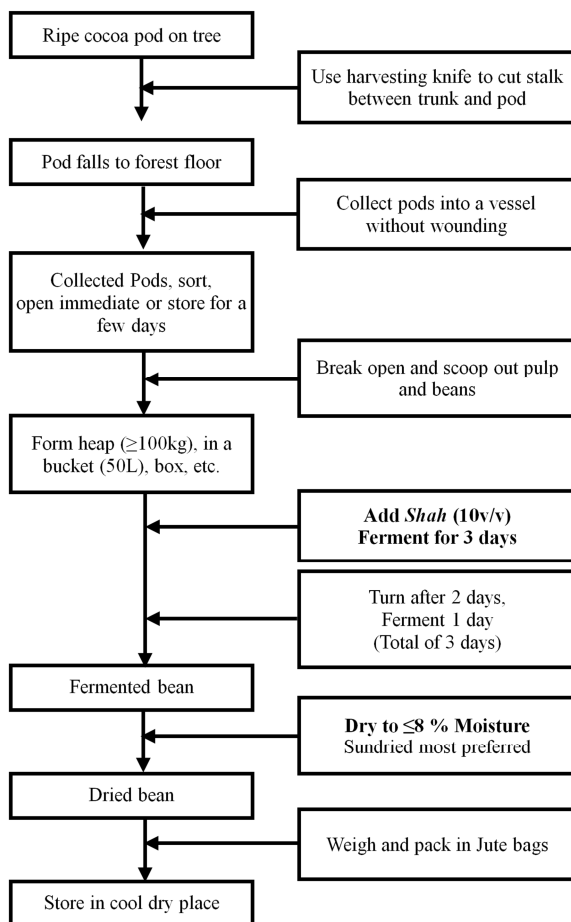 Ripe cocoa pod on tree
Use harvesting knife to cut stalk
between trunk and pod
Pod falls to forest floor
Collect pods into a vessel
without wounding
Collected Pods, sort,
open immediate or store for a
few days
Break open and scoop out pulp
and beans
Form heap (≥100kg), in a
bucket (50L), box, etc.
Add Shah (10v/v)
Ferment for 3 days
Turn after 2 days,
Ferment 1 day
(Total of 3 days)
Fermented bean
Dry to ≤8 % Moisture
Sundried most preferred
Dried bean
Weigh and pack in Jute bags
Store in cool dry place